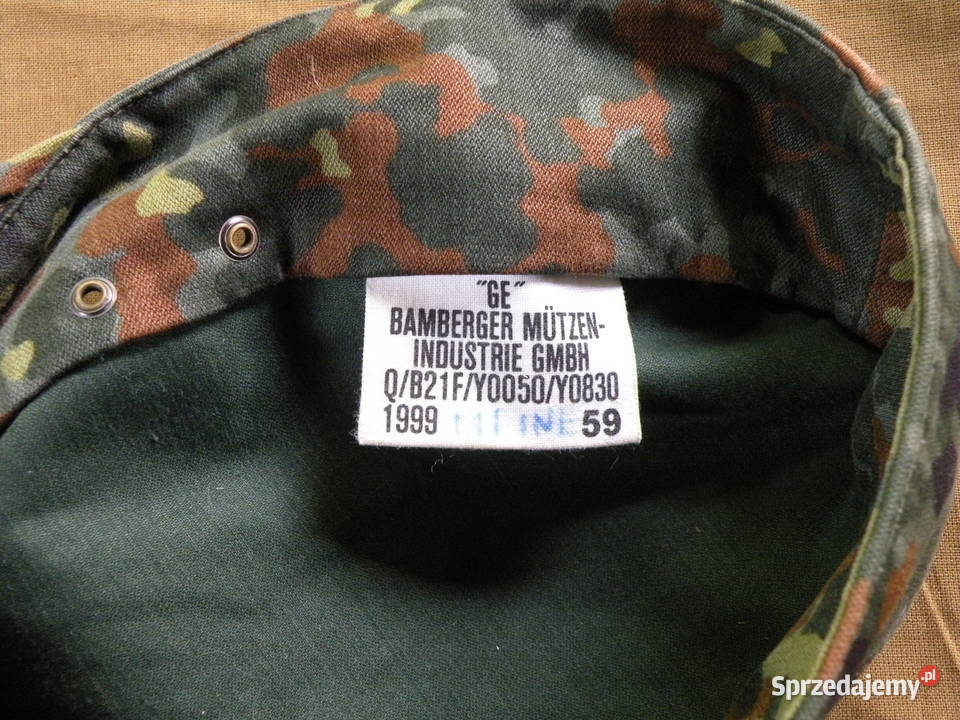 "GE"
BAMBERGER MÜTZEN-
INDUSTRIE GMBH
Q/B21F/Y0050/Y0830
1999 59
Sprzedajemy.pl